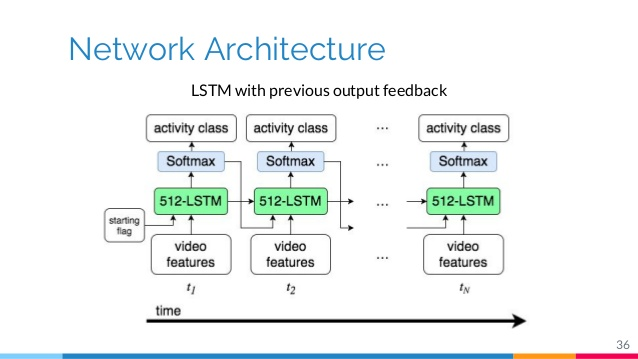 Network Architecture
LSTM with previous output feedback
activity class activity class ... activity class
Softmax Softmax ... Softmax
512-LSTM 512-LSTM ... 512-LSTM
starting
flag
video
features
video
features
...
video
features
t1 t2 tN
time
36